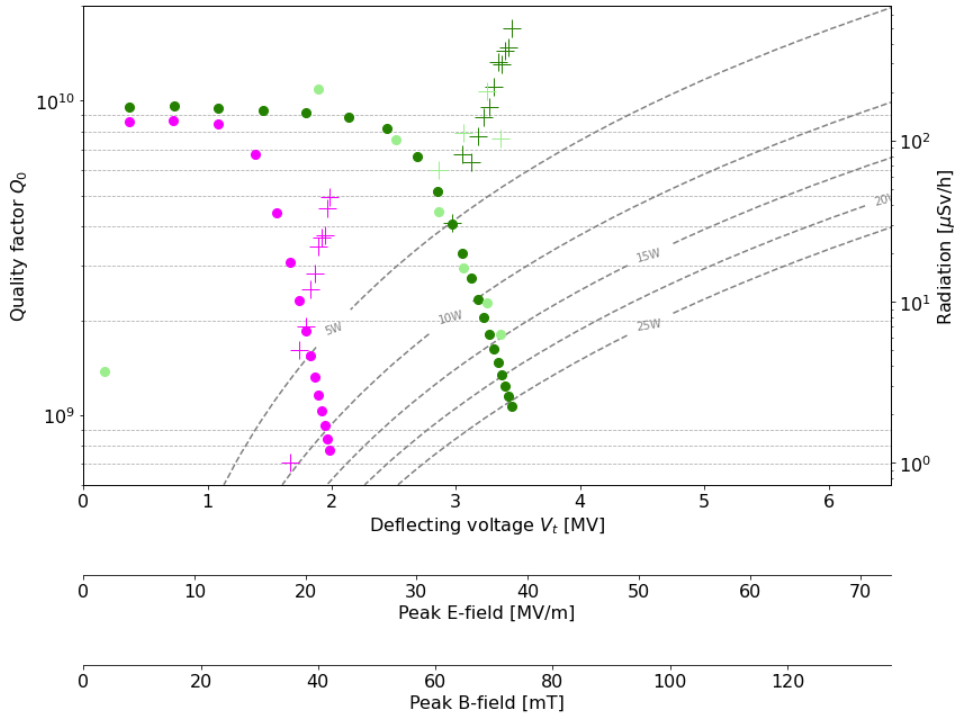 Quality factor Q₀
10¹⁰
10⁹
5W
10W
15W
20W
25W
10²
10¹
10⁰
Radiation [μSv/h]
0 1 2 3 4 5 6
Deflecting voltage Vₜ [MV]
0 10 20 30 40 50 60 70
Peak E-field [MV/m]
0 20 40 60 80 100 120
Peak B-field [mT]